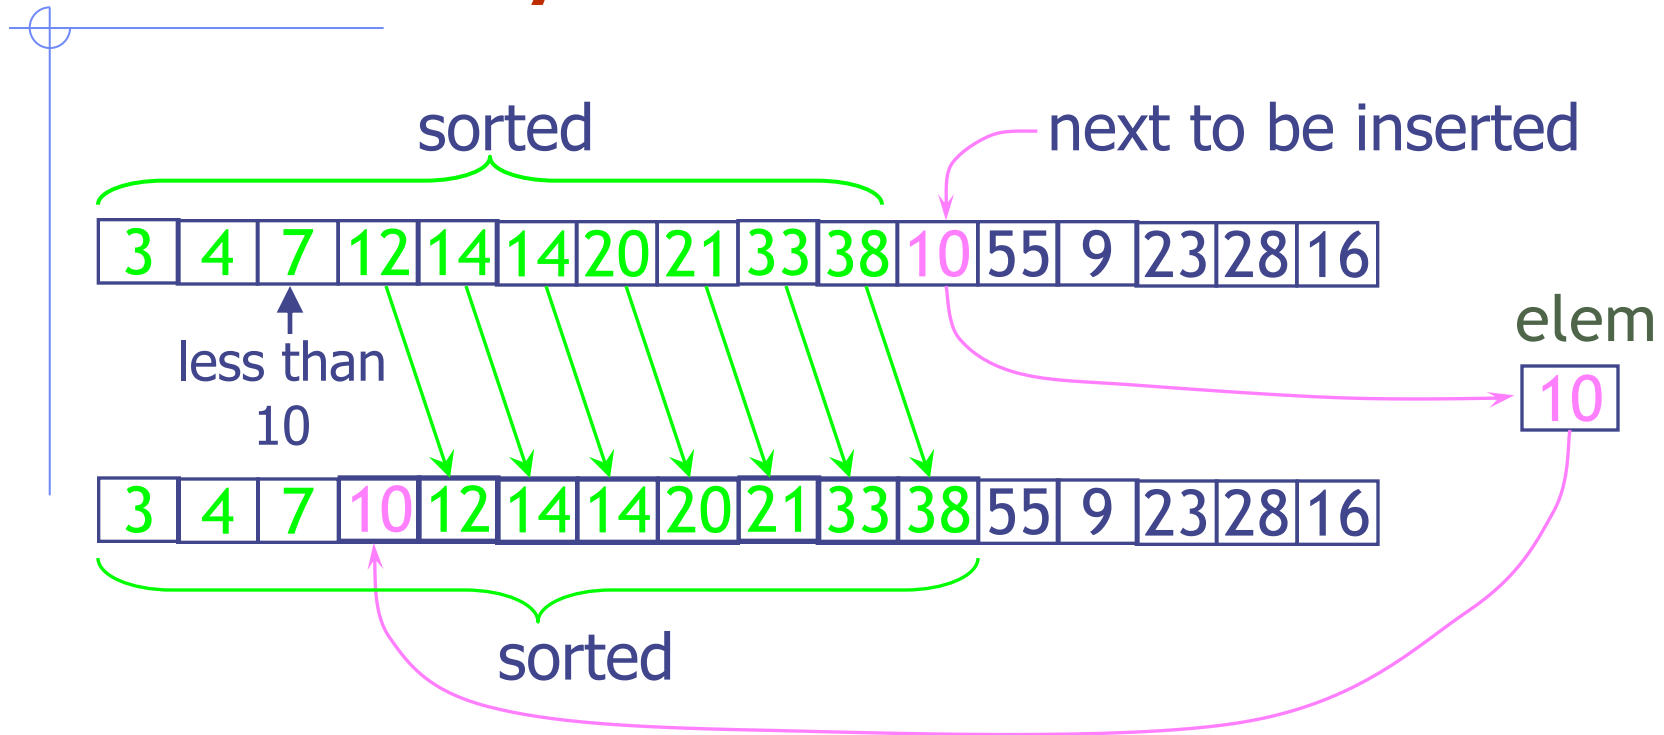 sorted
next to be inserted
3 4 7 12 14 14 20 21 33 38 10 55 9 23 28 16
less than
10
elem
10
3 4 7 10 12 14 14 20 21 33 38 55 9 23 28 16
sorted